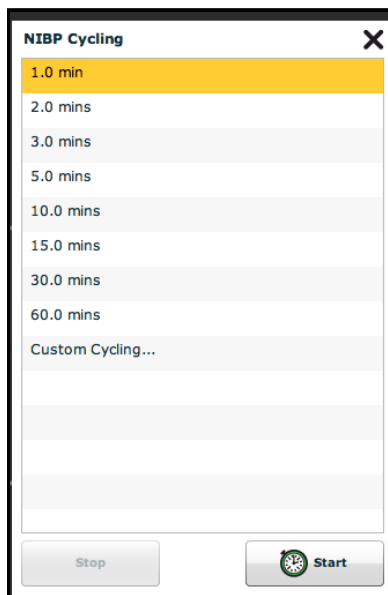 NIBP Cycling
1.0 min
2.0 mins
3.0 mins
5.0 mins
10.0 mins
15.0 mins
30.0 mins
60.0 mins
Custom Cycling...
Stop
Start